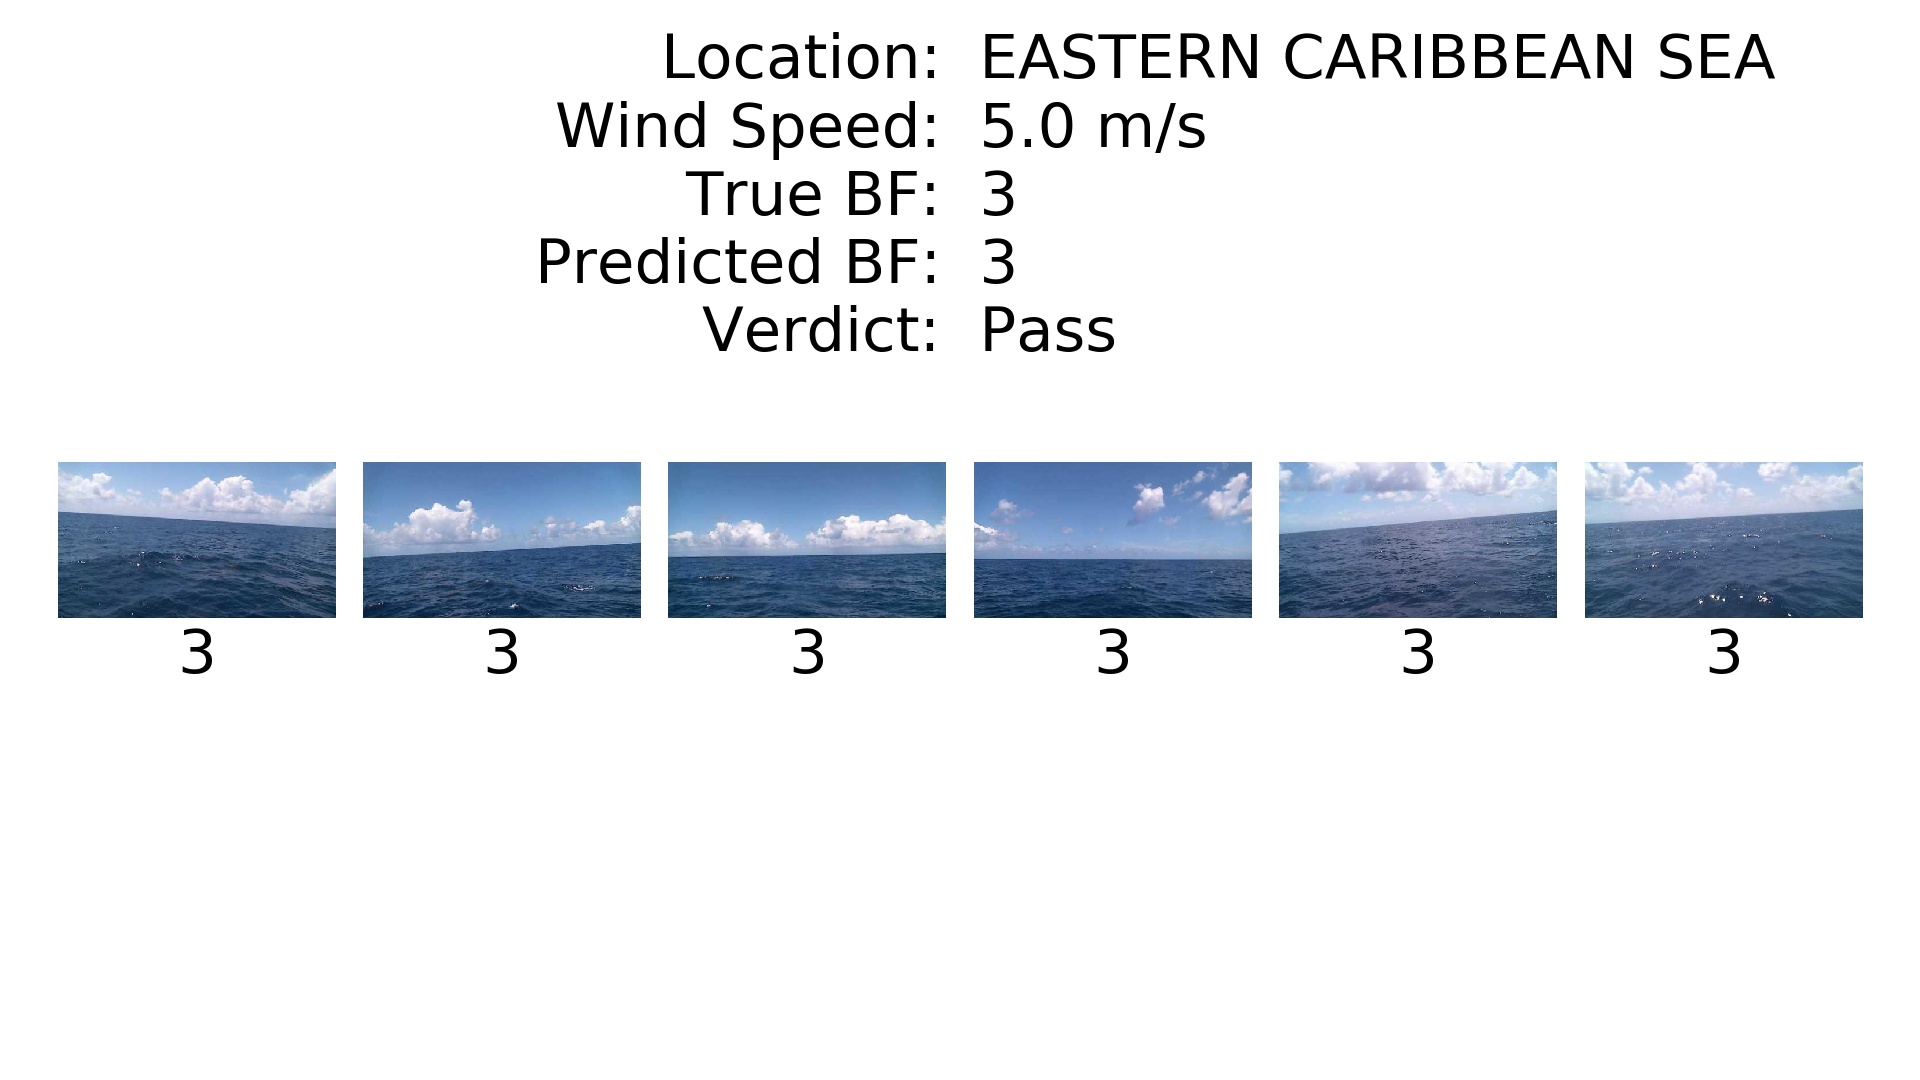 Location: EASTERN CARIBBEAN SEA
Wind Speed: 5.0 m/s
True BF: 3
Predicted BF: 3
Verdict: Pass
3 3 3 3 3 3